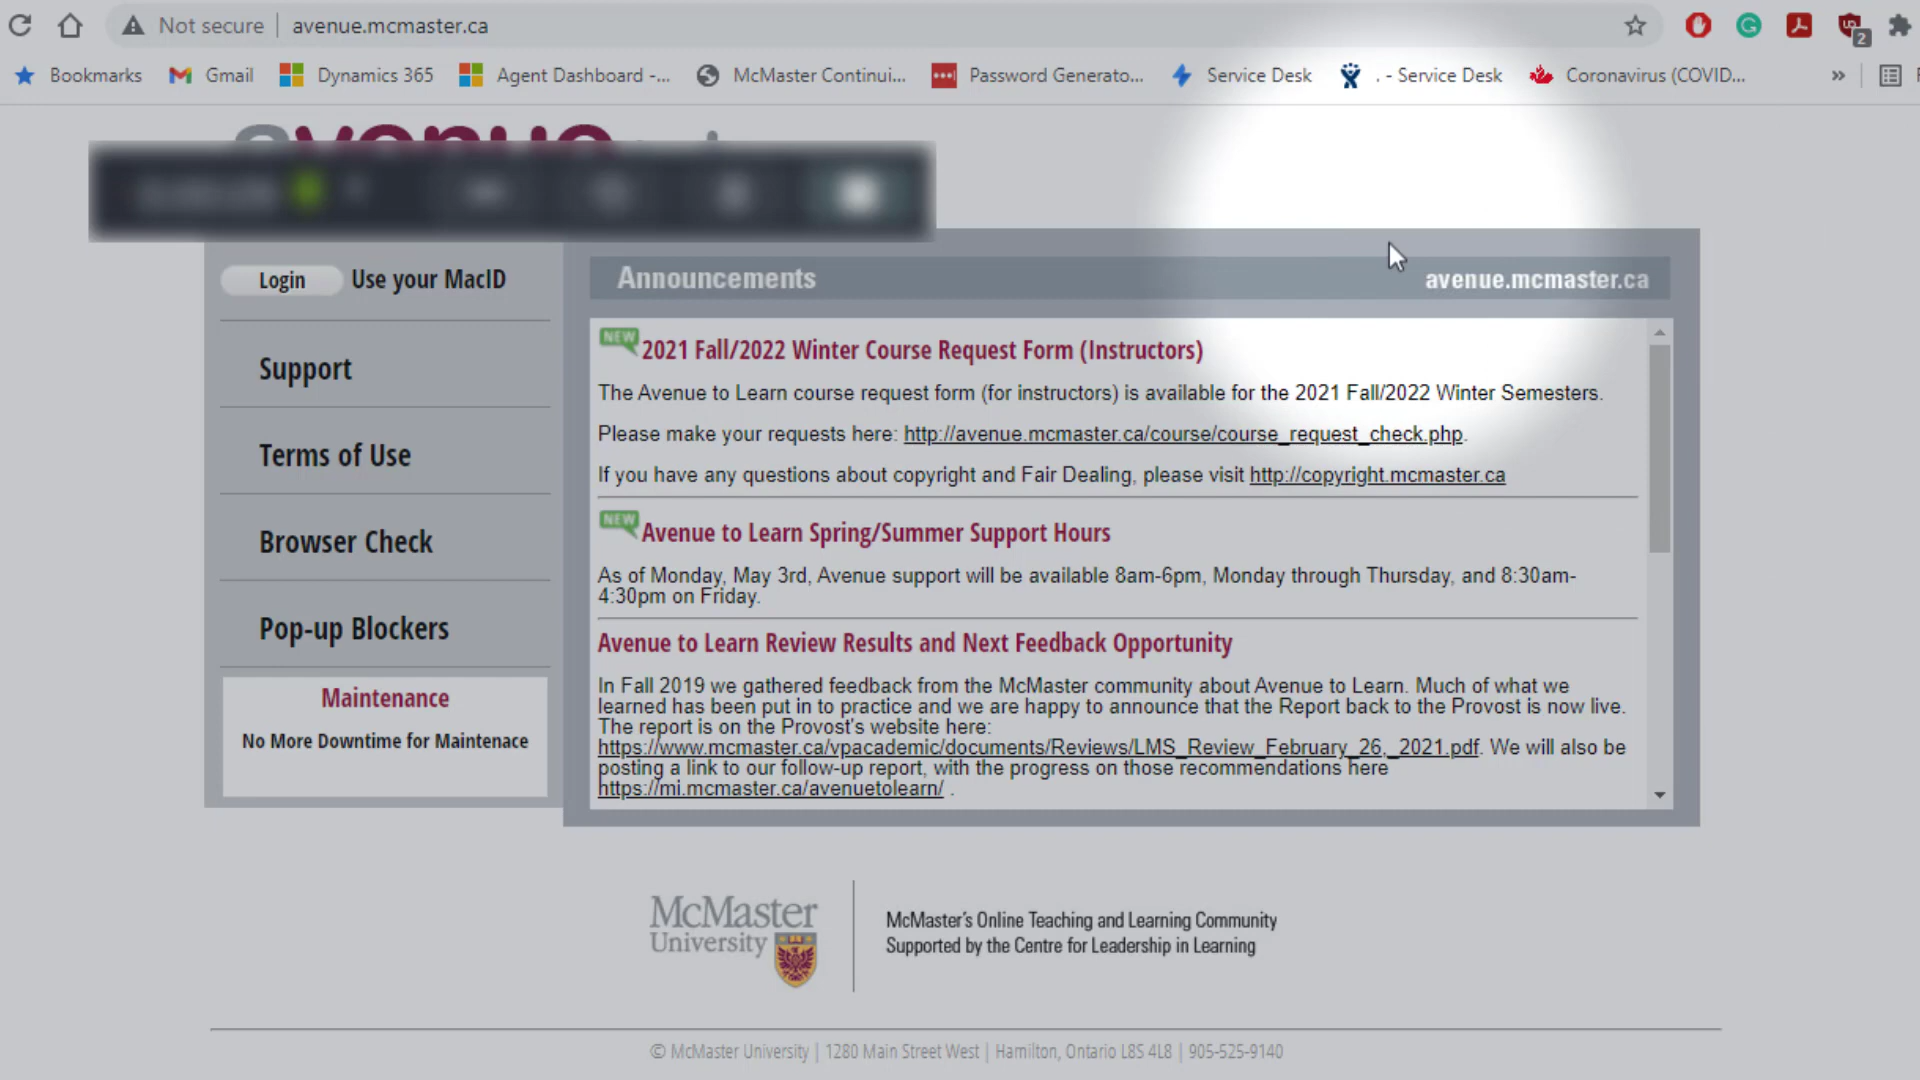 Not secure avenue.mcmaster.ca
2
Bookmarks Gmail Dynamics 365 Agent Dashboard -... McMaster Continui... Password Generato... Service Desk . - Service Desk Coronavirus (COVID... »
avenue
Login Use your MacID
Support
Terms of Use
Browser Check
Pop-up Blockers
Maintenance
No More Downtime for Maintenace
Announcements avenue.mcmaster.ca
NEW 2021 Fall/2022 Winter Course Request Form (Instructors)
The Avenue to Learn course request form (for instructors) is available for the 2021 Fall/2022 Winter Semesters.
Please make your requests here: http://avenue.mcmaster.ca/course/course_request_check.php.
If you have any questions about copyright and Fair Dealing, please visit http://copyright.mcmaster.ca
NEW Avenue to Learn Spring/Summer Support Hours
As of Monday, May 3rd, Avenue support will be available 8am-6pm, Monday through Thursday, and 8:30am-
4:30pm on Friday.
Avenue to Learn Review Results and Next Feedback Opportunity
In Fall 2019 we gathered feedback from the McMaster community about Avenue to Learn. Much of what we
learned has been put in to practice and we are happy to announce that the Report back to the Provost is now live.
The report is on the Provost's website here:
https://www.mcmaster.ca/vpacademic/documents/Reviews/LMS_Review_February_26,_2021.pdf. We will also be
posting a link to our follow-up report, with the progress on those recommendations here
https://mi.mcmaster.ca/avenuetolearn/ .
McMaster
University
McMaster's Online Teaching and Learning Community
Supported by the Centre for Leadership in Learning
© McMaster University | 1280 Main Street West | Hamilton, Ontario L8S 4L8 | 905-525-9140